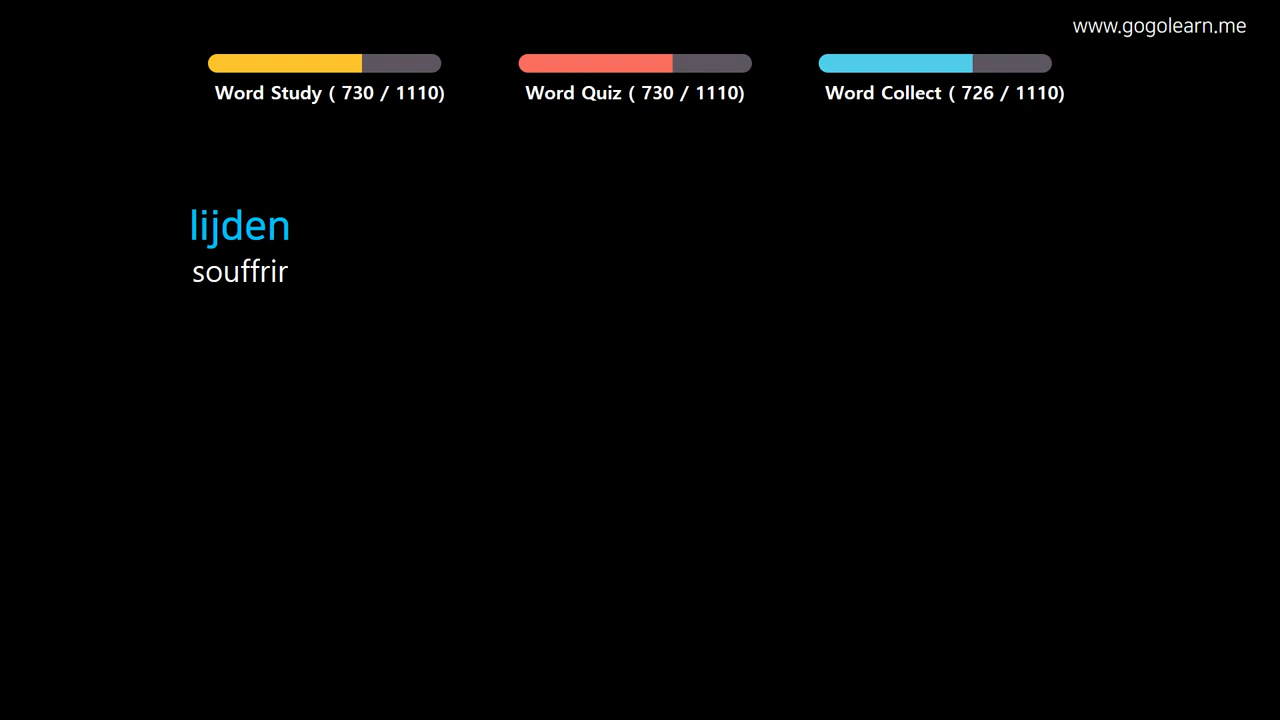 www.gogolearn.me
Word Study ( 730 / 1110)
Word Quiz ( 730 / 1110)
Word Collect ( 726 / 1110)
lijden
souffrir